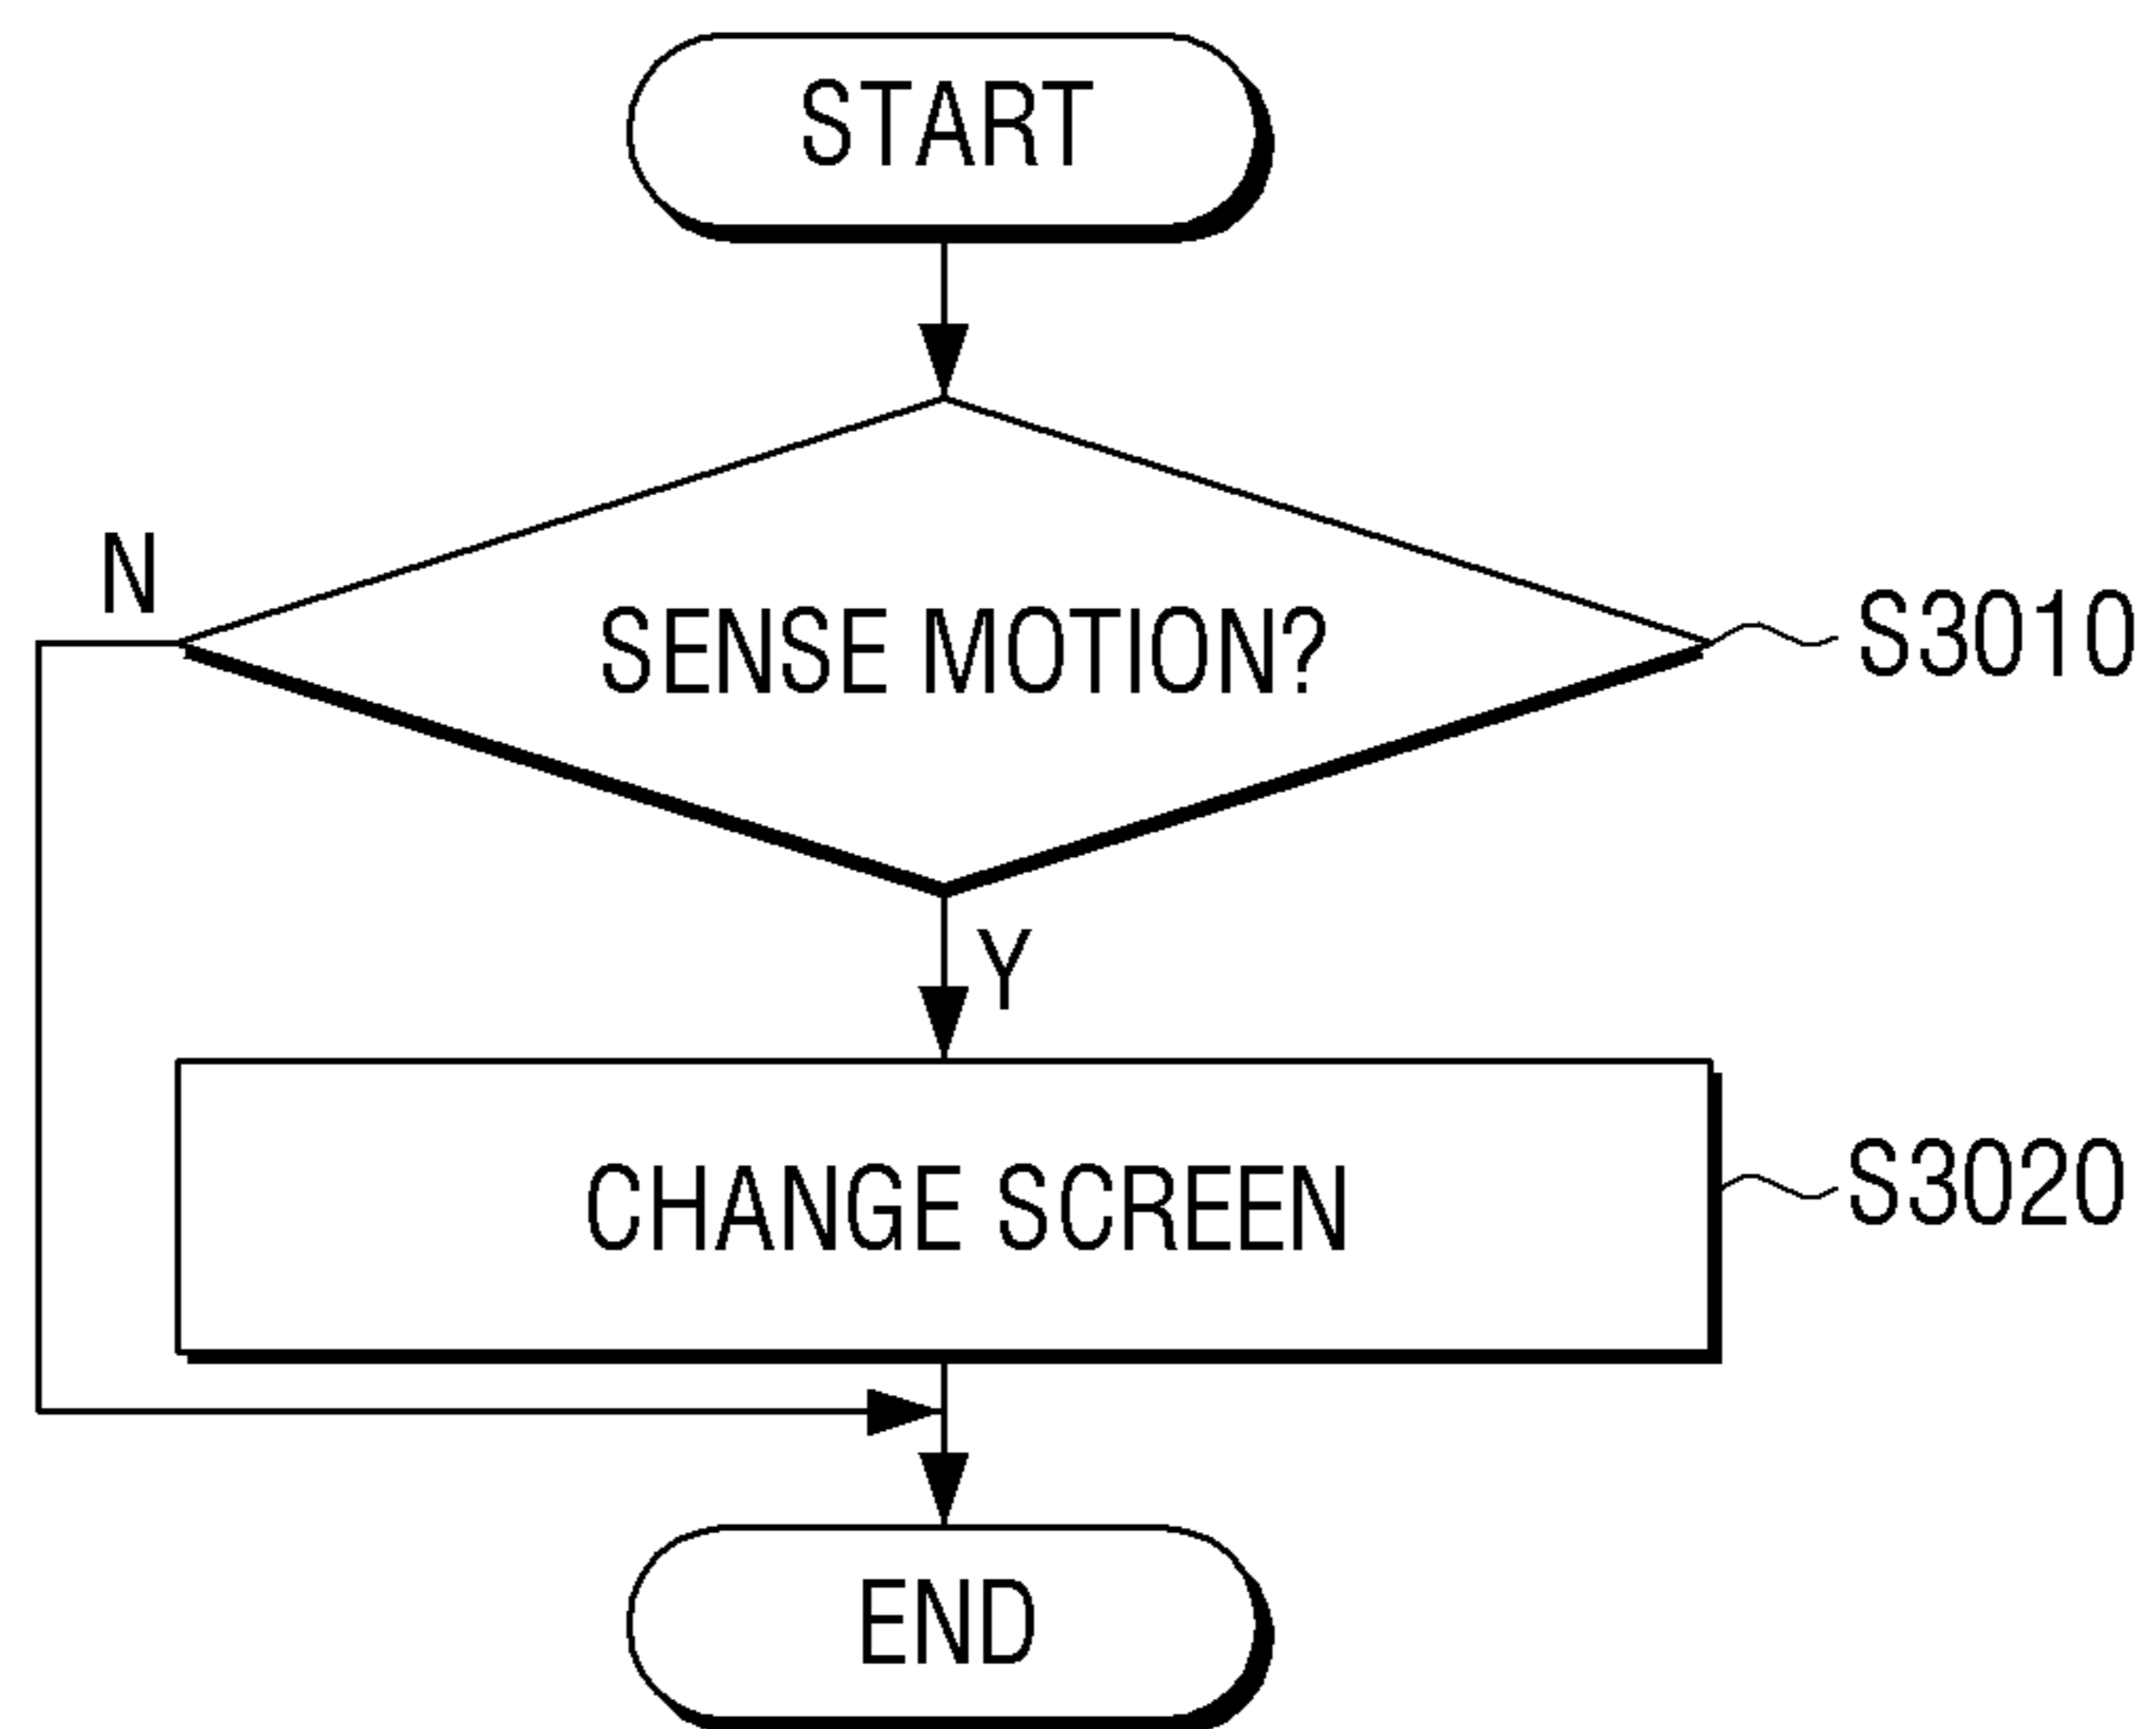 START
N
SENSE MOTION?
S3010
Y
CHANGE SCREEN
S3020
END